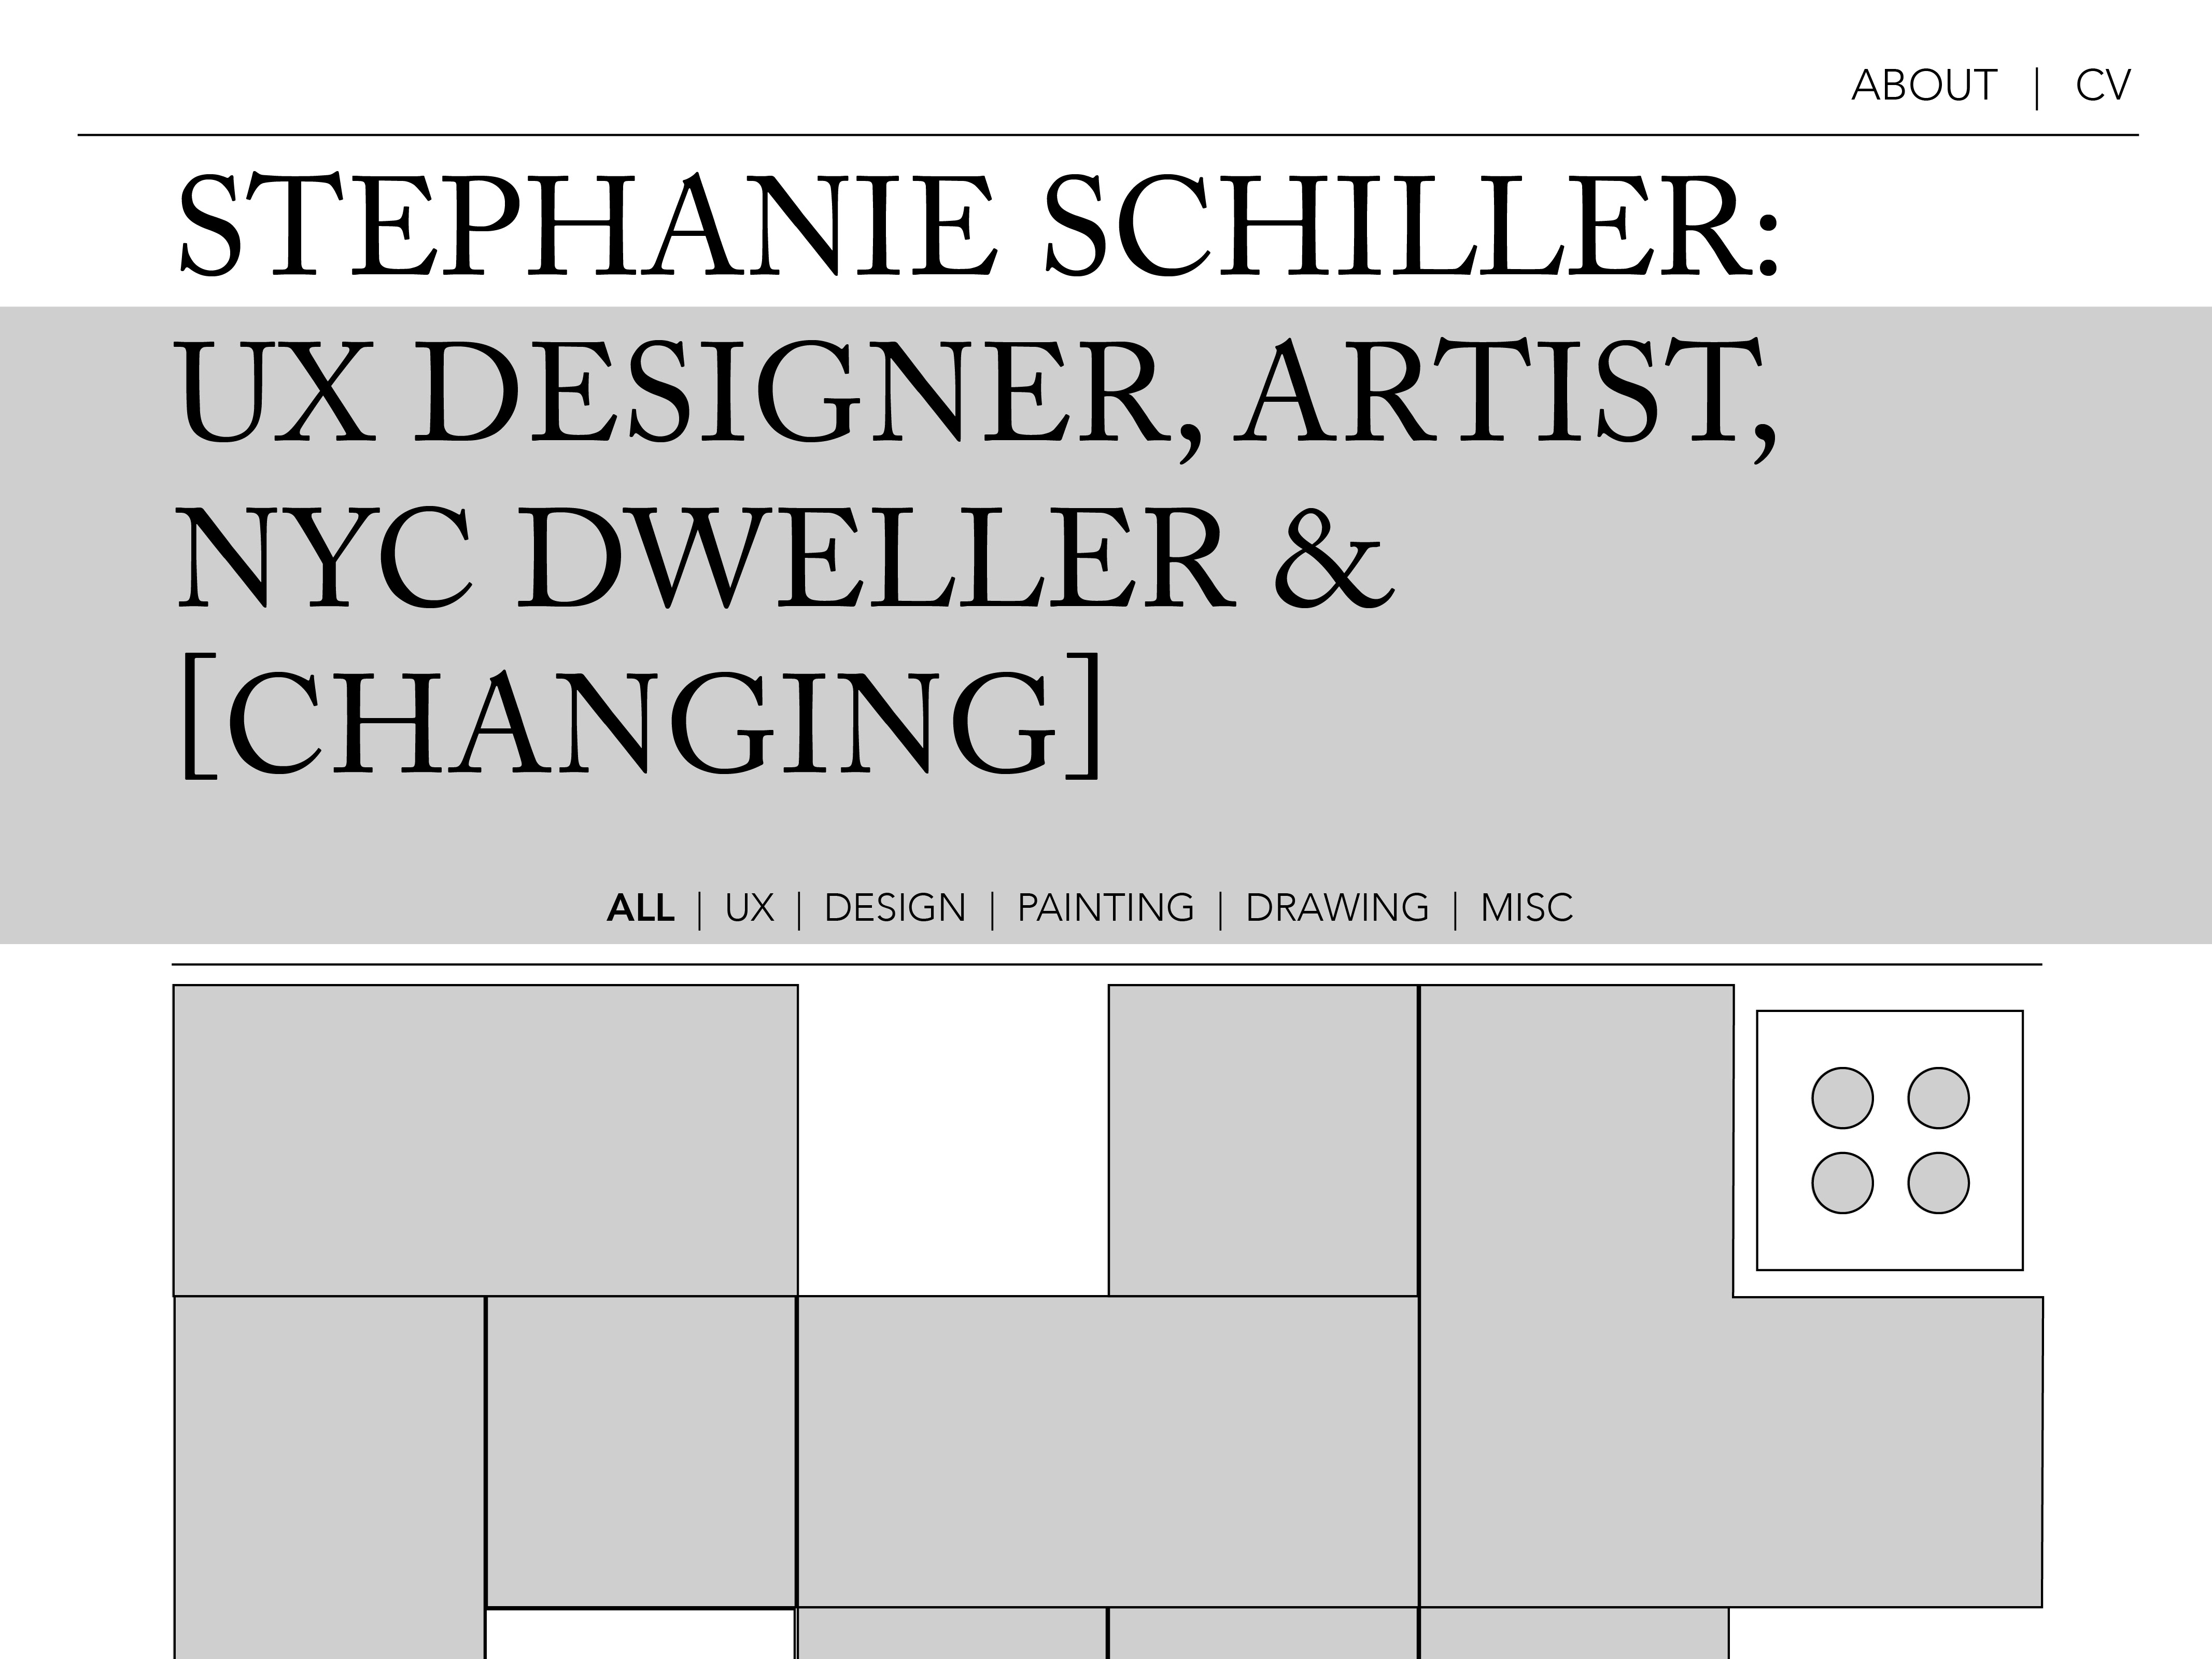 ABOUT | CV
STEPHANIE SCHILLER:
UX DESIGNER, ARTIST,
NYC DWELLER &
[CHANGING]
ALL | UX | DESIGN | PAINTING | DRAWING | MISC